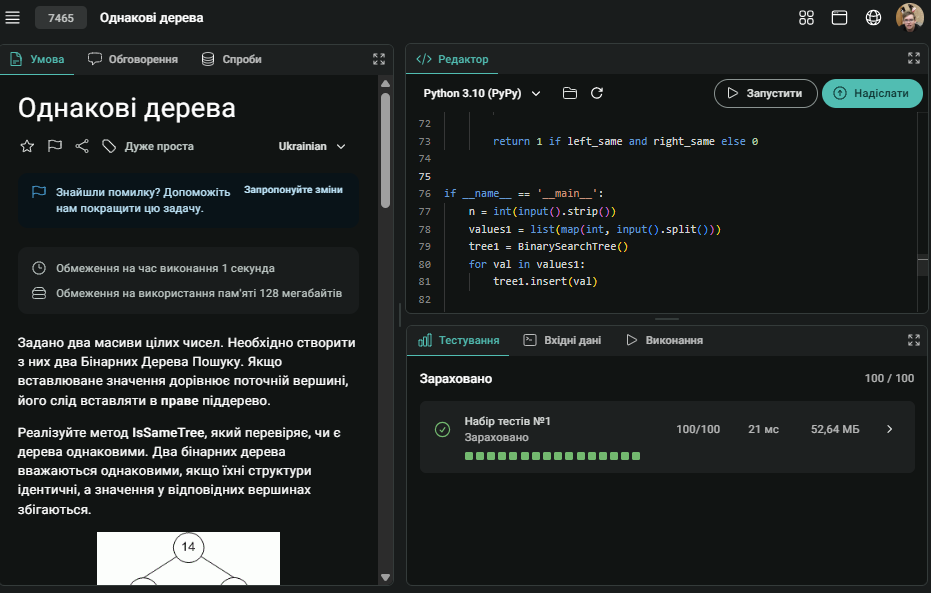 7465 Однакові дерева
Умова Обговорення Спроби
Однакові дерева
Дуже проста Ukrainian
Знайшли помилку? Допоможіть нам покращити цю задачу. Запропонуйте зміни
Обмеження на час виконання 1 секунда
Обмеження на використання пам'яті 128 мегабайтів
Задано два масиви цілих чисел. Необхідно створити
з них два Бінарних Дерева Пошуку. Якщо
вставлюване значення дорівнює поточній вершині,
його слід вставляти в праве піддерево.
Реалізуйте метод IsSameTree, який перевіряє, чи є
дерева однаковими. Два бінарних дерева
вважаються однаковими, якщо їхні структури
ідентичні, а значення у відповідних вершинах
збігаються.
14
</> Редактор
Python 3.10 (PyPy) Запустити Надіслати
72
73 return 1 if left_same and right_same else 0
74
75
76 if __name__ == '__main__':
77 n = int(input().strip())
78 values1 = list(map(int, input().split()))
79 tree1 = BinarySearchTree()
80 for val in values1:
81 tree1.insert(val)
82
Тестування Вхідні дані Виконання
Зараховано 100 / 100
Набір тестів №1
Зараховано
100/100 21 мс 52,64 МБ